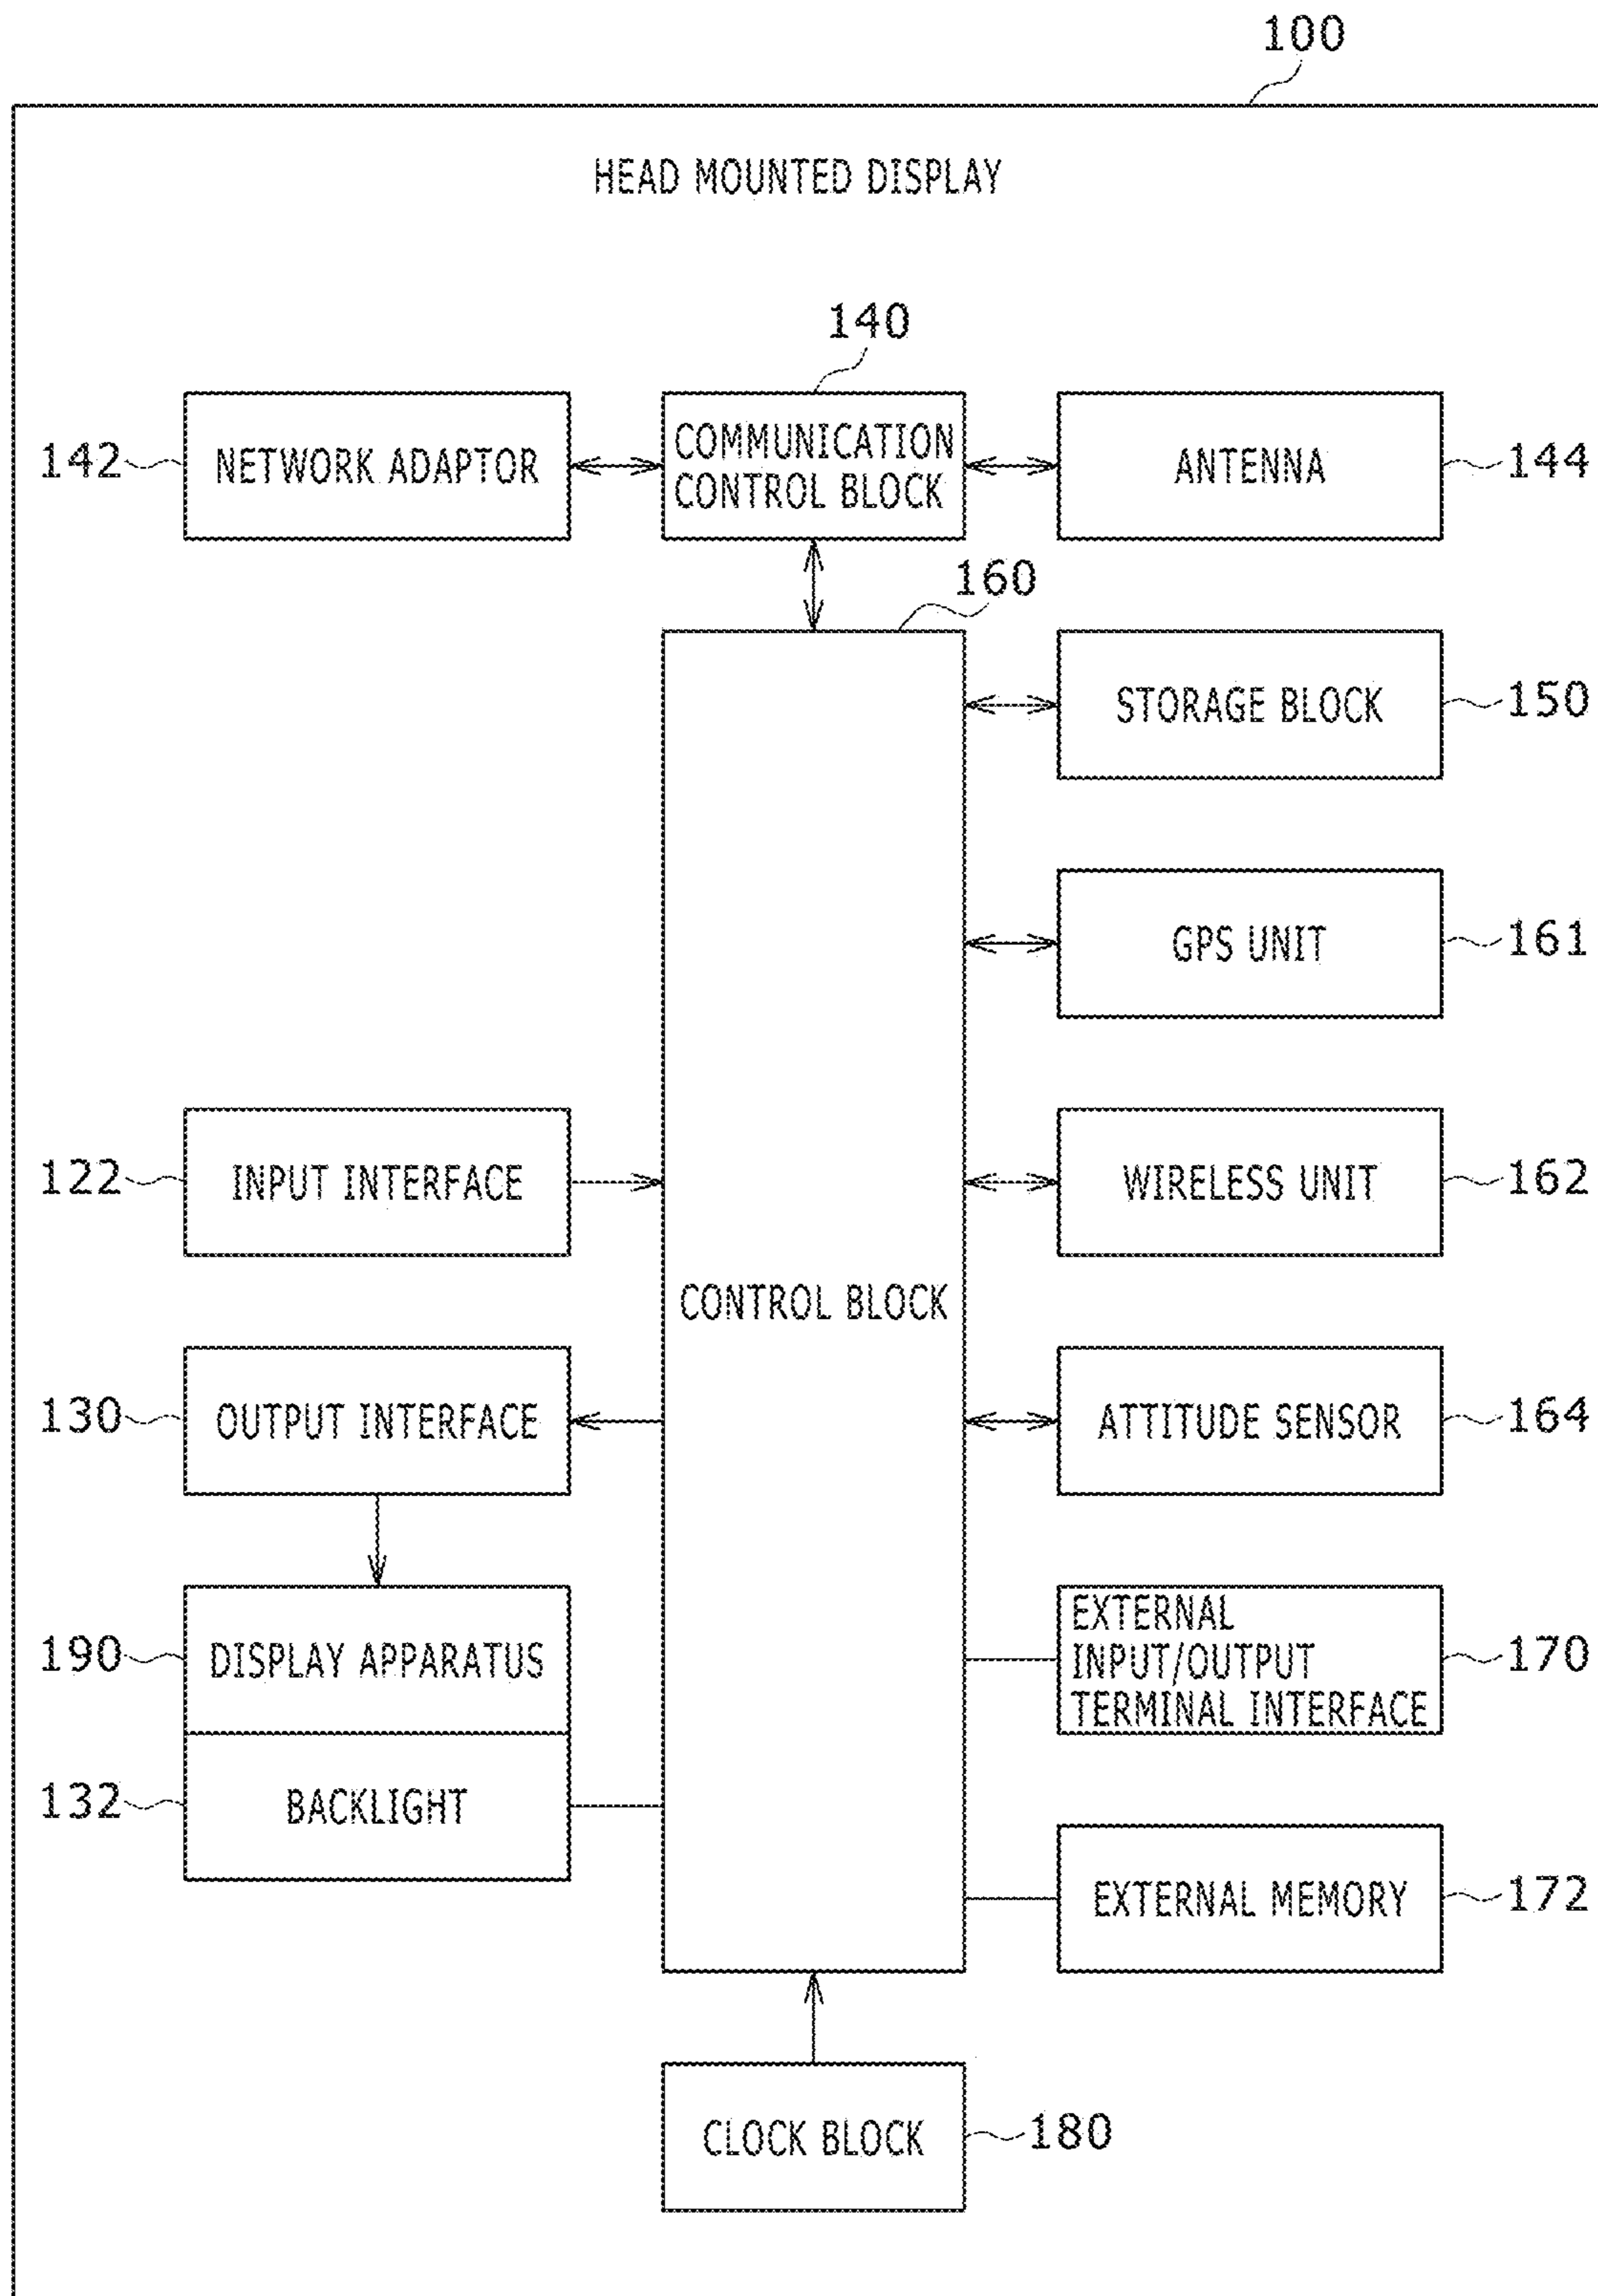 100
HEAD MOUNTED DISPLAY
140
142
NETWORK ADAPTOR
COMMUNICATION
CONTROL BLOCK
ANTENNA
144
160
STORAGE BLOCK
150
GPS UNIT
161
122
INPUT INTERFACE
WIRELESS UNIT
162
CONTROL BLOCK
130
OUTPUT INTERFACE
ATTITUDE SENSOR
164
190
DISPLAY APPARATUS
EXTERNAL
INPUT/OUTPUT
TERMINAL INTERFACE
170
132
BACKLIGHT
EXTERNAL MEMORY
172
CLOCK BLOCK
180